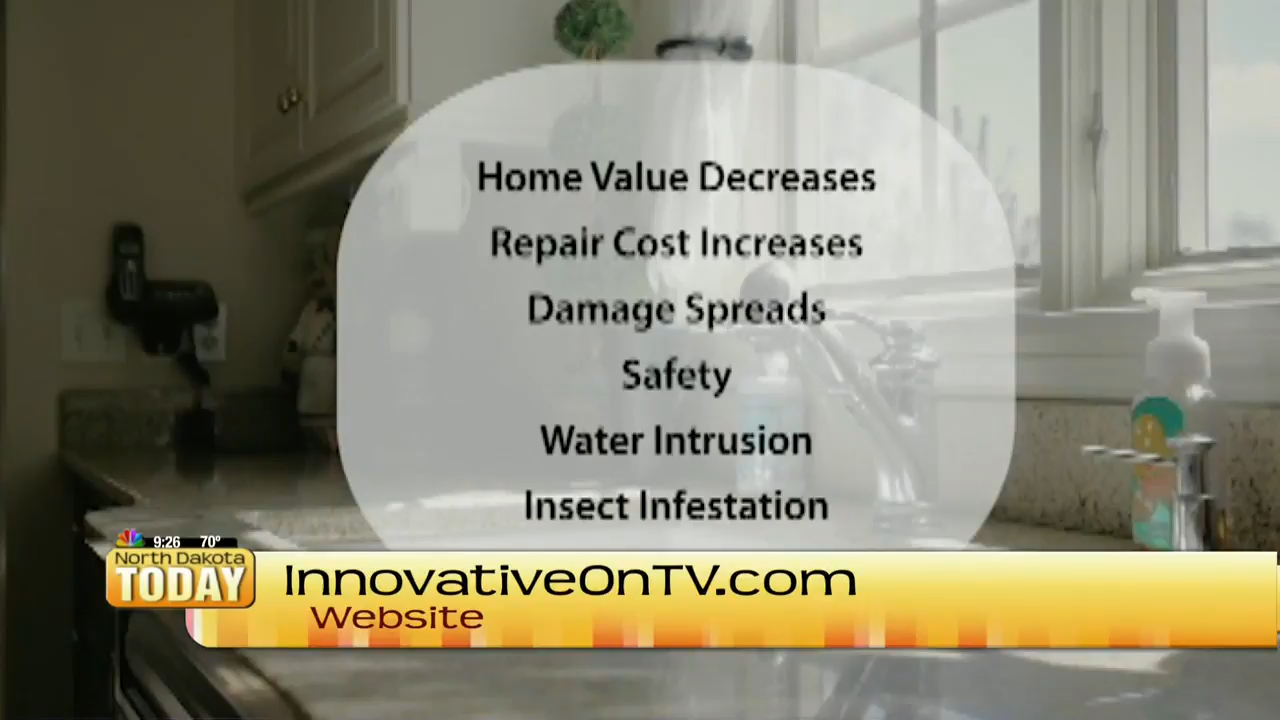 Home Value Decreases
Repair Cost Increases
Damage Spreads
Safety
Water Intrusion
Insect Infestation
9:26 70°
North Dakota
TODAY
InnovativeOnTV.com
Website